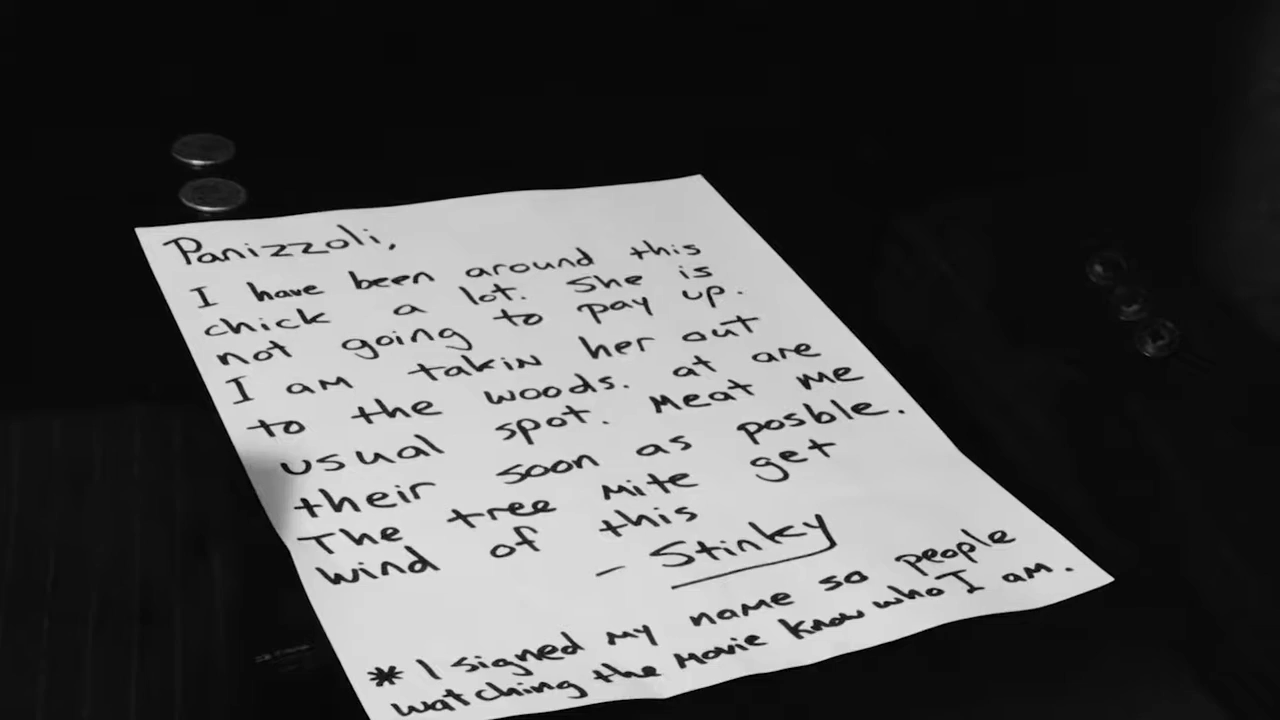 Panizzoli,
I have been around this
chick a lot. She is
not going to pay up.
I am takin her out
to the woods. at are
usual spot. Meat me
their soon as posble.
The tree mite get
wind of this
- Stinky
* I signed my name so people
watching the movie know who I am.